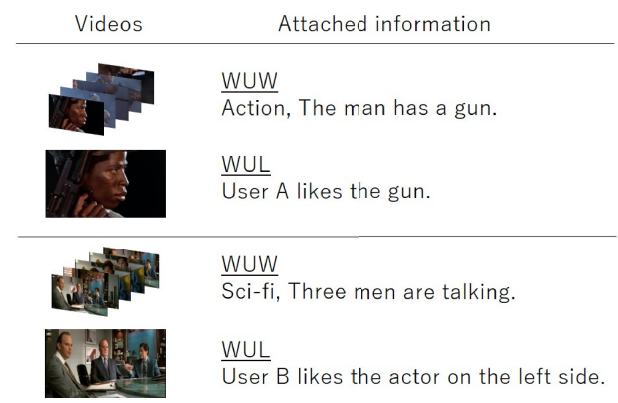 Videos Attached information
WUW
Action, The man has a gun.
WUL
User A likes the gun.
WUW
Sci-fi, Three men are talking.
WUL
User B likes the actor on the left side.